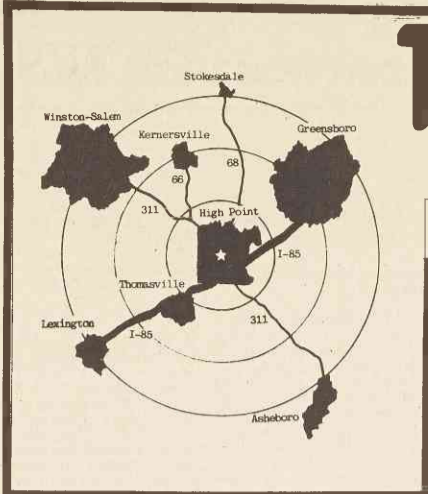 Stokesdale
Winston-Salem
Kernersville
Greensboro
68
66
311
High Point
I-85
Thomasville
Lexington
I-85
311
Asheboro